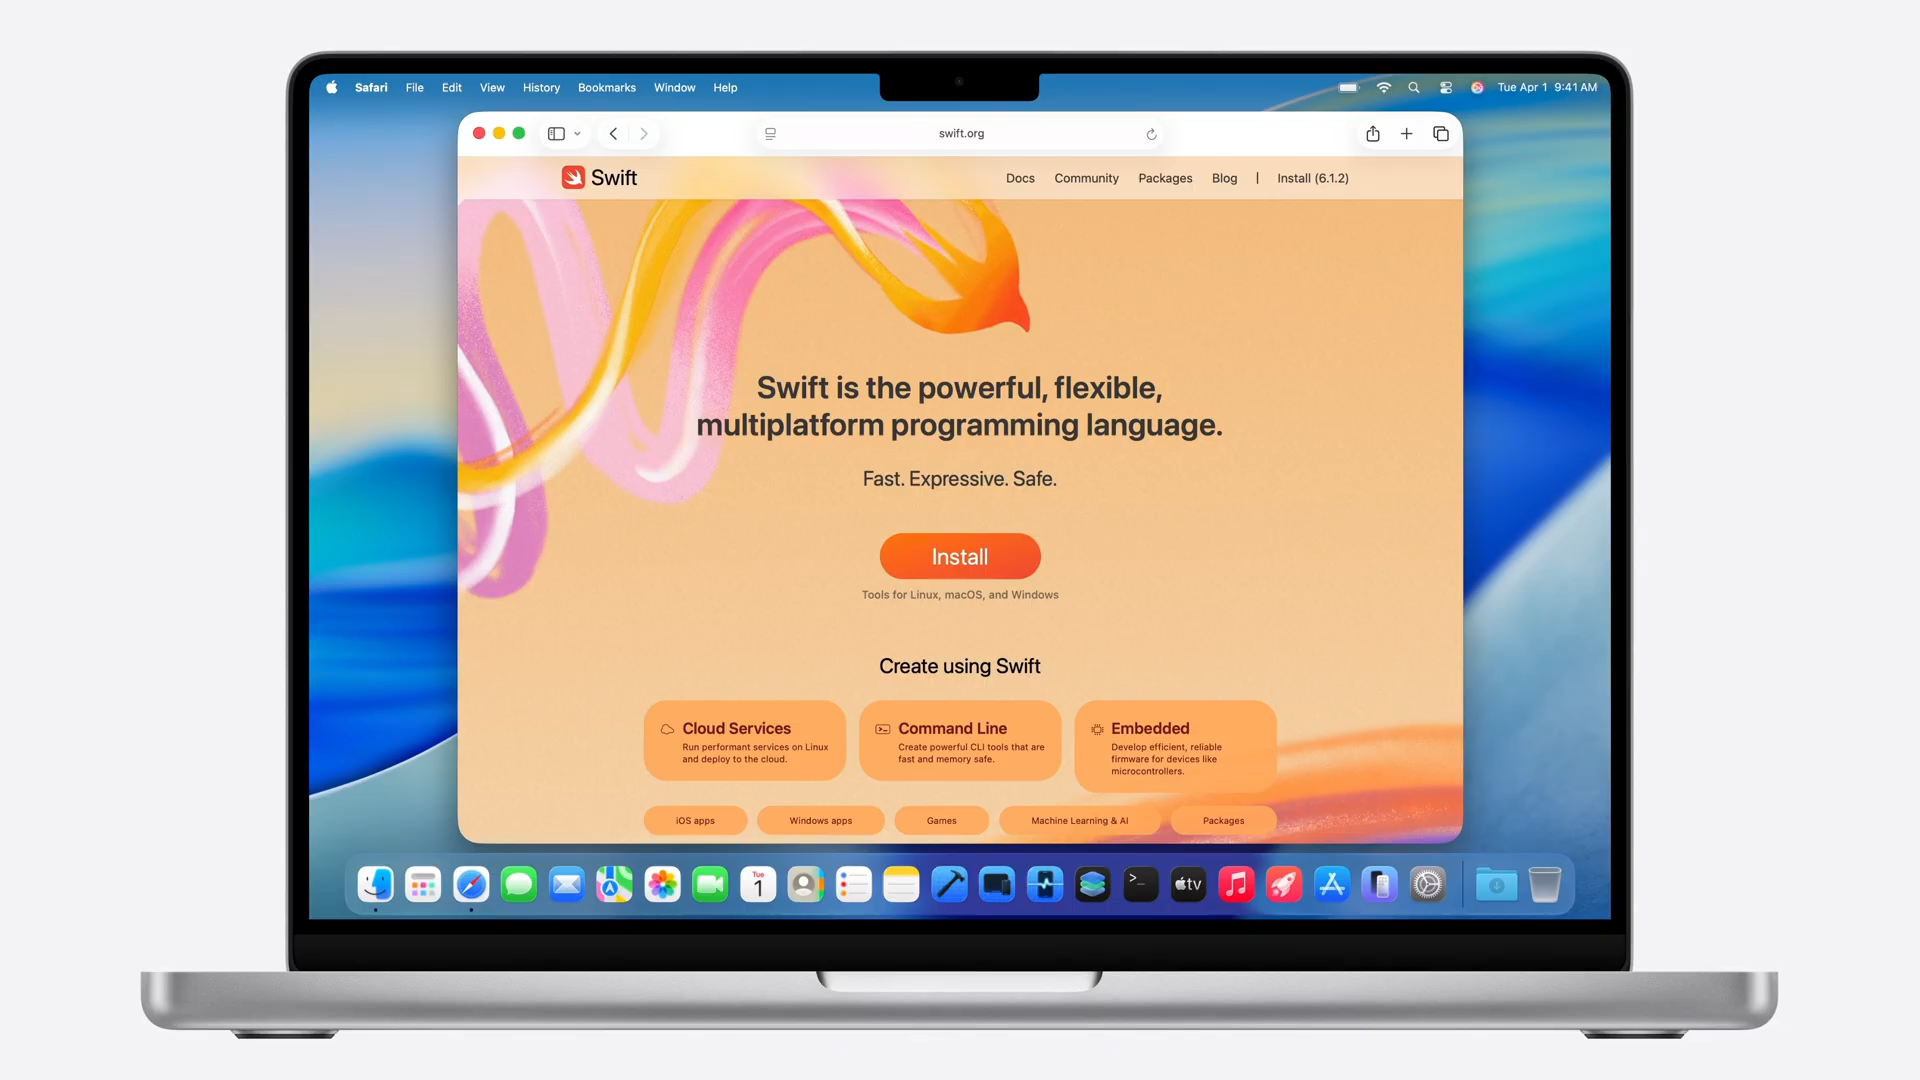 Safari File Edit View History Bookmarks Window Help
Tue Apr 1 9:41 AM
swift.org
Swift
Docs Community Packages Blog | Install (6.1.2)
Swift is the powerful, flexible,
multiplatform programming language.
Fast. Expressive. Safe.
Install
Tools for Linux, macOS, and Windows
Create using Swift
Cloud Services
Run performant services on Linux
and deploy to the cloud.
Command Line
Create powerful CLI tools that are
fast and memory safe.
Embedded
Develop efficient, reliable
firmware for devices like
microcontrollers.
iOS apps
Windows apps
Games
Machine Learning & AI
Packages
Tue
1
tv